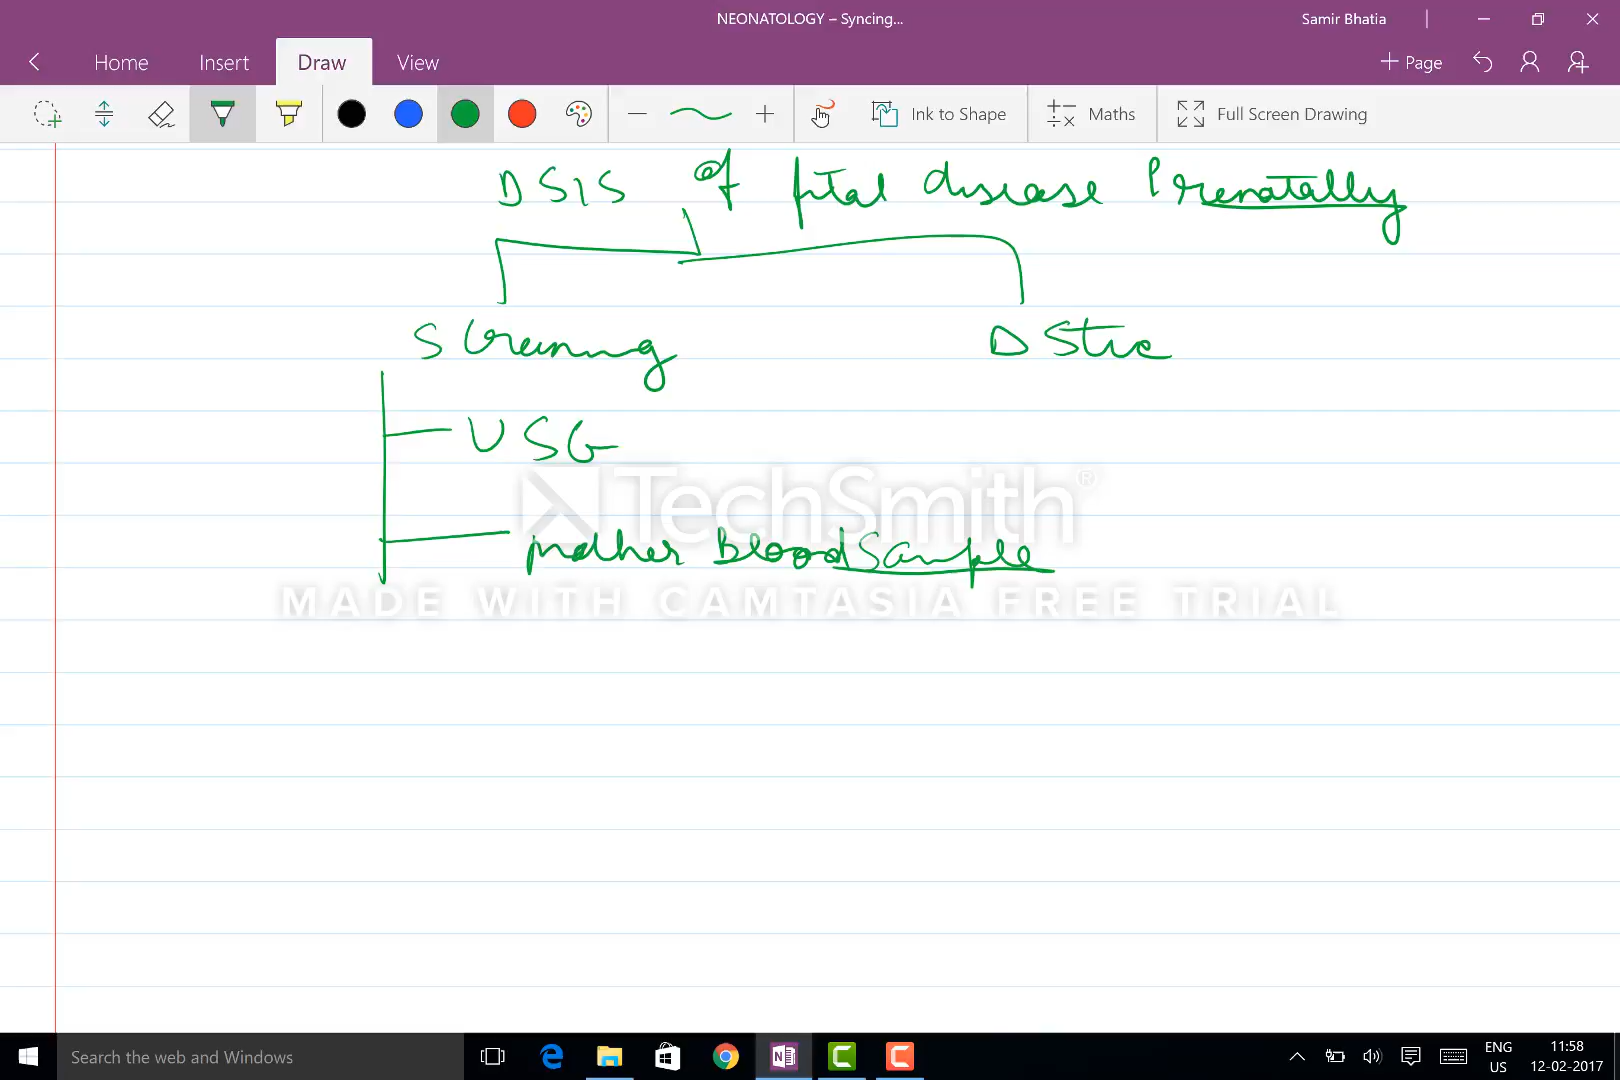 NEONATOLOGY – Syncing...
Samir Bhatia
Home Insert Draw View
+ Page
Ink to Shape
Maths
Full Screen Drawing
DSIS of fetal disease Prenatally
Screening DStic
USG
TechSmith®
mother Blood Sample
MADE WITH CAMTASIA FREE TRIAL
Search the web and Windows
ENG
US
11:58
12-02-2017